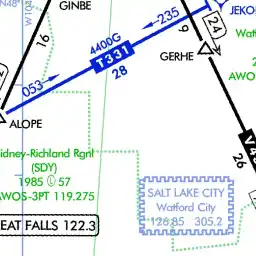 GINBE
16
235
24
JEKO
9
GERHE
4400G
T331
28
053
ALOPE
idney-Richland Rgnl
(SDY)
1985 57
AWOS-3PT 119.275
EAT FALLS 122.3
SALT LAKE CITY
Watford City
126.85 305.2
Watf
2
AWOS
26